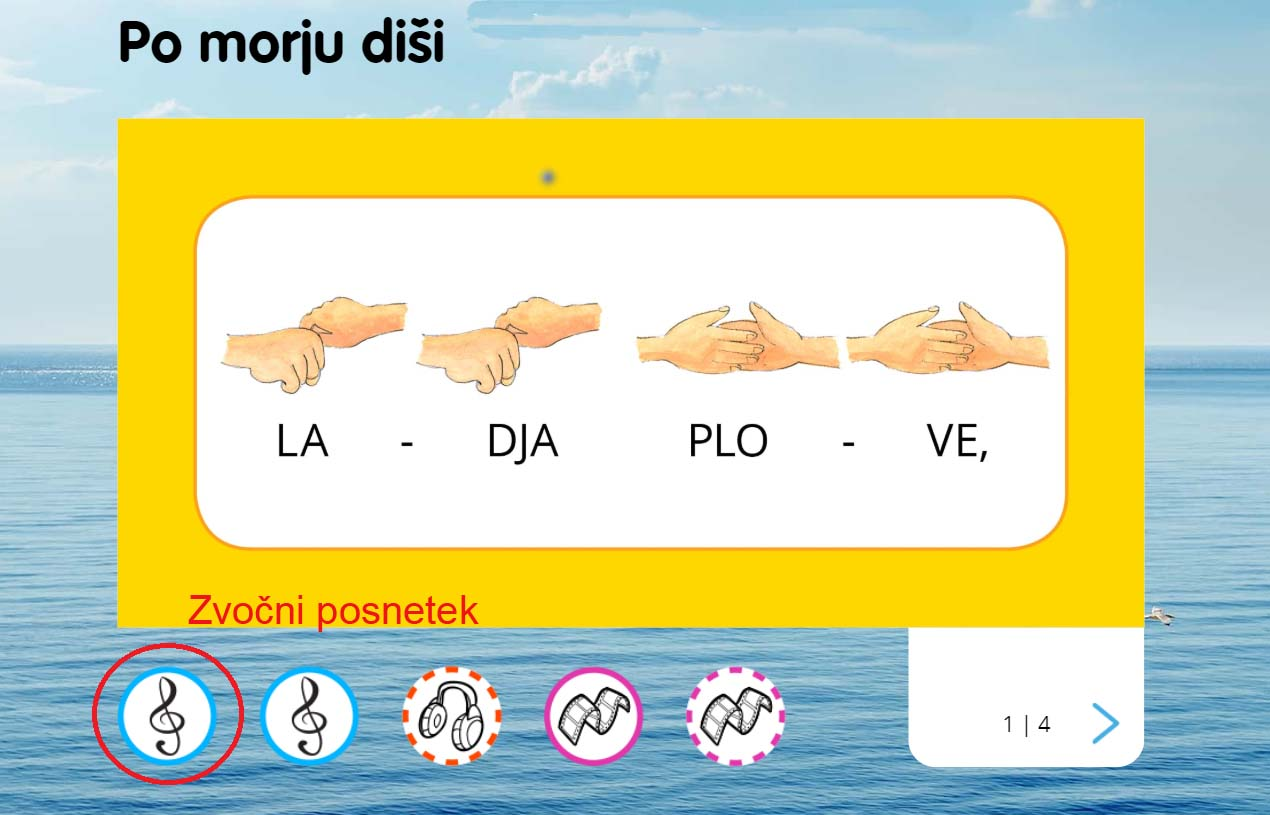 Po morju diši
LA - DJA PLO - VE,
Zvočni posnetek
1 | 4